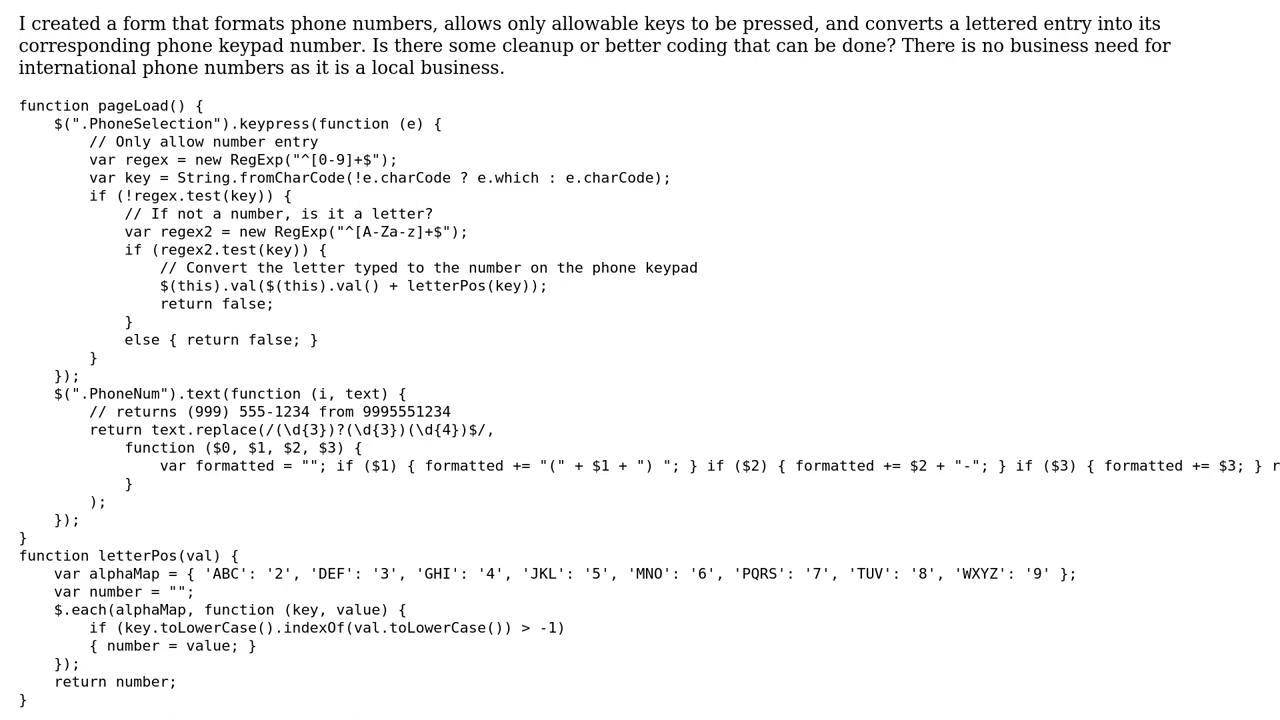 I created a form that formats phone numbers, allows only allowable keys to be pressed, and converts a lettered entry into its
corresponding phone keypad number. Is there some cleanup or better coding that can be done? There is no business need for
international phone numbers as it is a local business.
function pageLoad() {
    $(".PhoneSelection").keypress(function (e) {
        // Only allow number entry
        var regex = new RegExp("^[0-9]+$");
        var key = String.fromCharCode(!e.charCode ? e.which : e.charCode);
        if (!regex.test(key)) {
            // If not a number, is it a letter?
            var regex2 = new RegExp("^[A-Za-z]+$");
            if (regex2.test(key)) {
                // Convert the letter typed to the number on the phone keypad
                $(this).val($(this).val() + letterPos(key));
                return false;
            }
            else { return false; }
        }
    });
    $(".PhoneNum").text(function (i, text) {
        // returns (999) 555-1234 from 9995551234
        return text.replace(/(\d{3})?(\d{3})(\d{4})$/,
            function ($0, $1, $2, $3) {
                var formatted = ""; if ($1) { formatted += "(" + $1 + ") "; } if ($2) { formatted += $2 + "-"; } if ($3) { formatted += $3; } r
            }
        );
    });
}
function letterPos(val) {
    var alphaMap = { 'ABC': '2', 'DEF': '3', 'GHI': '4', 'JKL': '5', 'MNO': '6', 'PQRS': '7', 'TUV': '8', 'WXYZ': '9' };
    var number = "";
    $.each(alphaMap, function (key, value) {
        if (key.toLowerCase().indexOf(val.toLowerCase()) > -1)
        { number = value; }
    });
    return number;
}